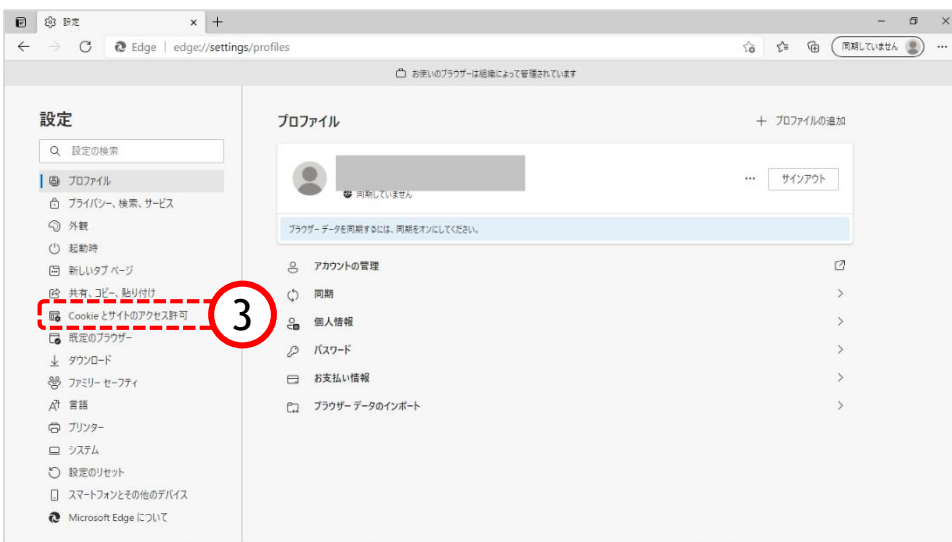 設定
Edge | edge://settings/profiles
同期していません
お使いのブラウザーは組織によって管理されています
設定
設定の検索
プロファイル
プライバシー、検索、サービス
外観
起動時
新しいタブ ページ
共有、コピー、貼り付け
Cookie とサイトのアクセス許可
3
既定のブラウザー
ダウンロード
ファミリー セーフティ
言語
プリンター
システム
設定のリセット
スマートフォンとその他のデバイス
Microsoft Edge について
プロファイル
プロファイルの追加
同期していません
サインアウト
ブラウザー データを同期するには、同期をオンにしてください。
アカウントの管理
同期
個人情報
パスワード
お支払い情報
ブラウザー データのインポート